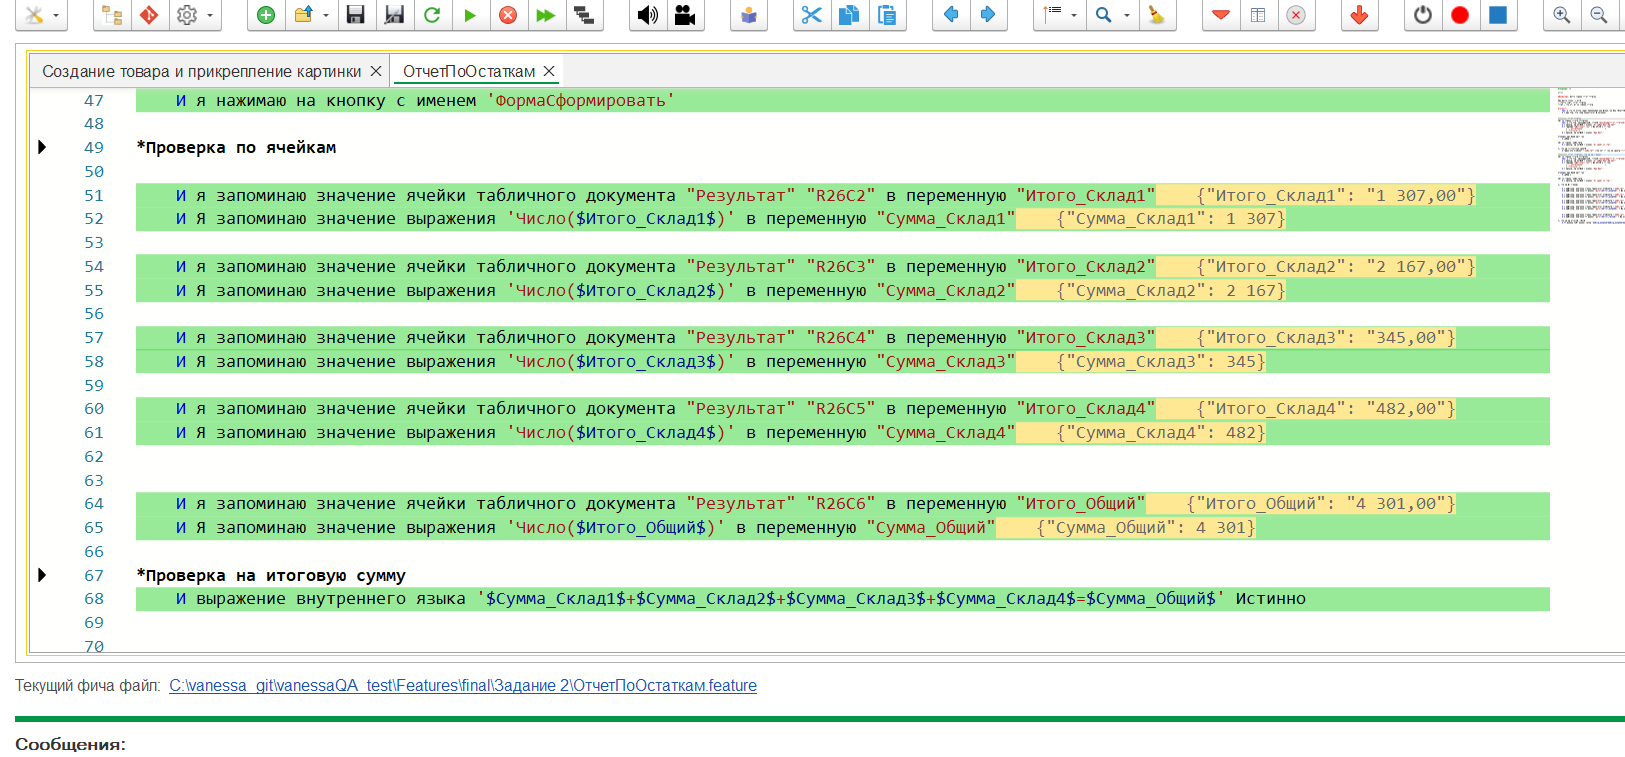 Создание товара и прикрепление картинки
ОтчетПоОстаткам
47 И я нажимаю на кнопку с именем 'ФормаСформировать'
48
49 *Проверка по ячейкам
50
51 И я запоминаю значение ячейки табличного документа "Результат" "R26C2" в переменную "Итого_Склад1" {"Итого_Склад1": "1 307,00"}
52 И Я запоминаю значение выражения 'Число($Итого_Склад1$)' в переменную "Сумма_Склад1" {"Сумма_Склад1": 1 307}
53
54 И я запоминаю значение ячейки табличного документа "Результат" "R26C3" в переменную "Итого_Склад2" {"Итого_Склад2": "2 167,00"}
55 И Я запоминаю значение выражения 'Число($Итого_Склад2$)' в переменную "Сумма_Склад2" {"Сумма_Склад2": 2 167}
56
57 И я запоминаю значение ячейки табличного документа "Результат" "R26C4" в переменную "Итого_Склад3" {"Итого_Склад3": "345,00"}
58 И Я запоминаю значение выражения 'Число($Итого_Склад3$)' в переменную "Сумма_Склад3" {"Сумма_Склад3": 345}
59
60 И я запоминаю значение ячейки табличного документа "Результат" "R26C5" в переменную "Итого_Склад4" {"Итого_Склад4": "482,00"}
61 И Я запоминаю значение выражения 'Число($Итого_Склад4$)' в переменную "Сумма_Склад4" {"Сумма_Склад4": 482}
62
63
64 И я запоминаю значение ячейки табличного документа "Результат" "R26C6" в переменную "Итого_Общий" {"Итого_Общий": "4 301,00"}
65 И Я запоминаю значение выражения 'Число($Итого_Общий$)' в переменную "Сумма_Общий" {"Сумма_Общий": 4 301}
66
67 *Проверка на итоговую сумму
68 И выражение внутреннего языка '$Сумма_Склад1$+$Сумма_Склад2$+$Сумма_Склад3$+$Сумма_Склад4$=$Сумма_Общий$' Истинно
69
70
Текущий фича файл: C:\vanessa_git\vanessaQA_test\Features\final\Задание 2\ОтчетПоОстаткам.feature
Сообщения: